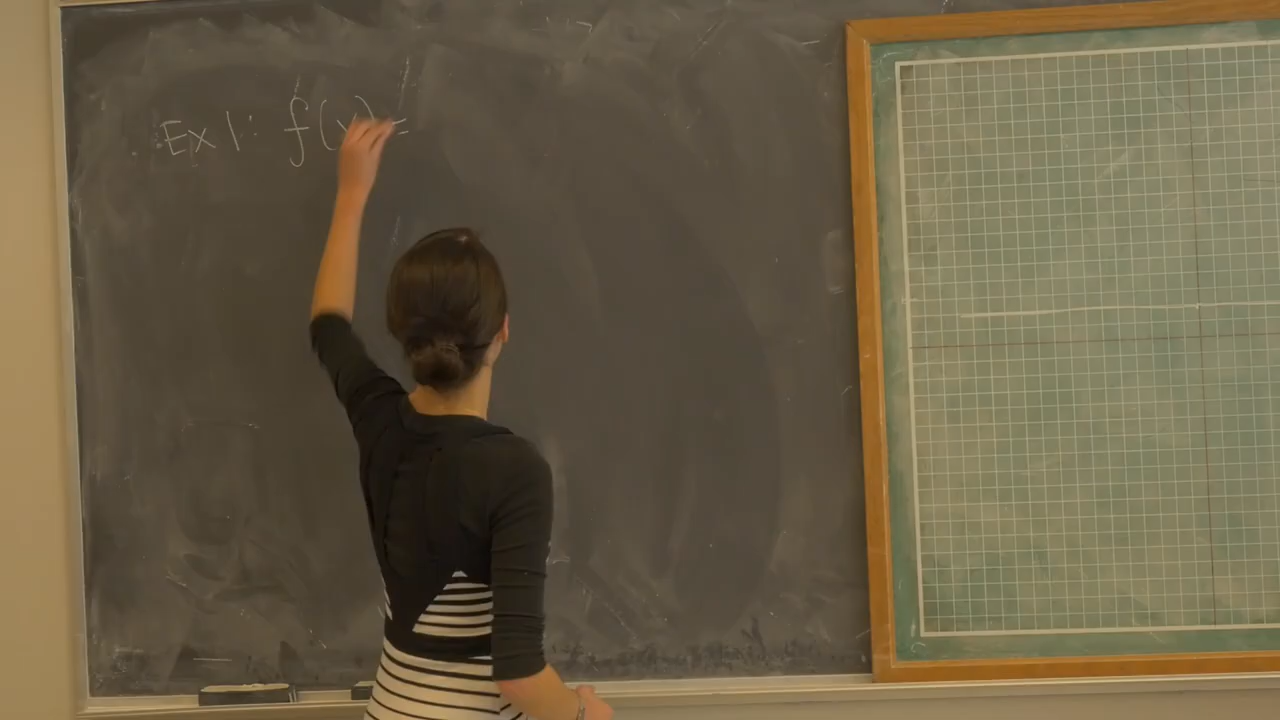 Ex 1: f(x) =